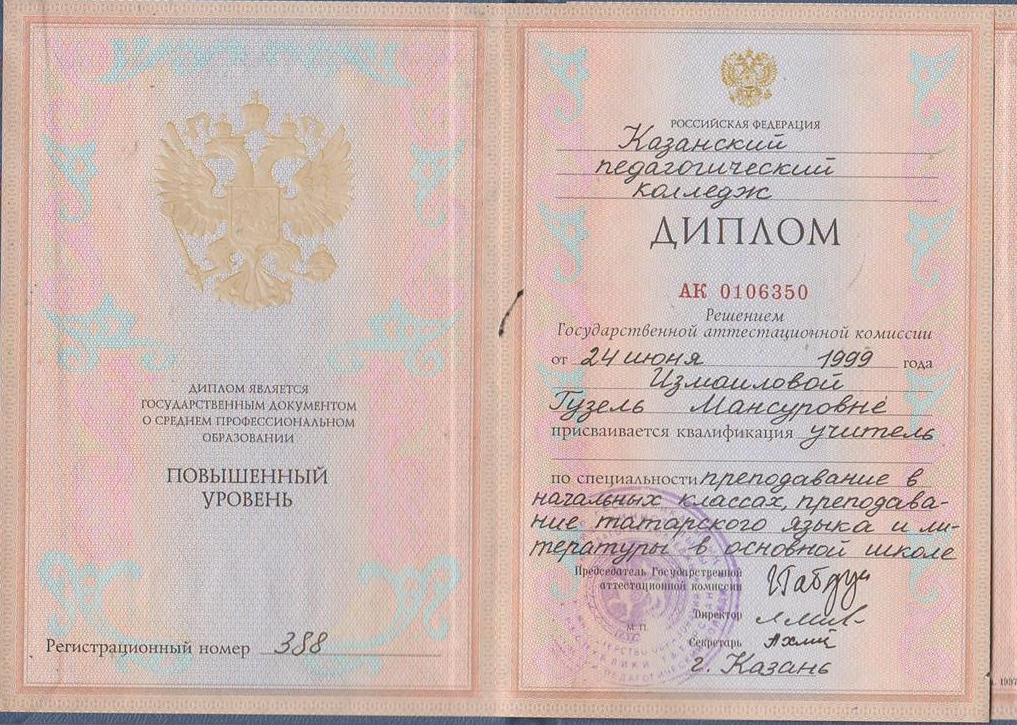 ДИПЛОМ ЯВЛЯЕТСЯ
ГОСУДАРСТВЕННЫМ ДОКУМЕНТОМ
О СРЕДНЕМ ПРОФЕССИОНАЛЬНОМ
ОБРАЗОВАНИИ
ПОВЫШЕННЫЙ
УРОВЕНЬ
Регистрационный номер 388
РОССИЙСКАЯ ФЕДЕРАЦИЯ
Казанский
педагогический
колледж
ДИПЛОМ
АК 0106350
Решением
Государственной аттестационной комиссии
от 24 июня 1999 года
Измаиловой
Гузель Мансуровне
присваивается квалификация учитель
по специальности преподавание в
начальных классах, преподава-
ние татарского языка и ли-
тературы в основной школе
Председатель Государственной
аттестационной комиссии
Директор
М.П.
Секретарь
г. Казань
1997